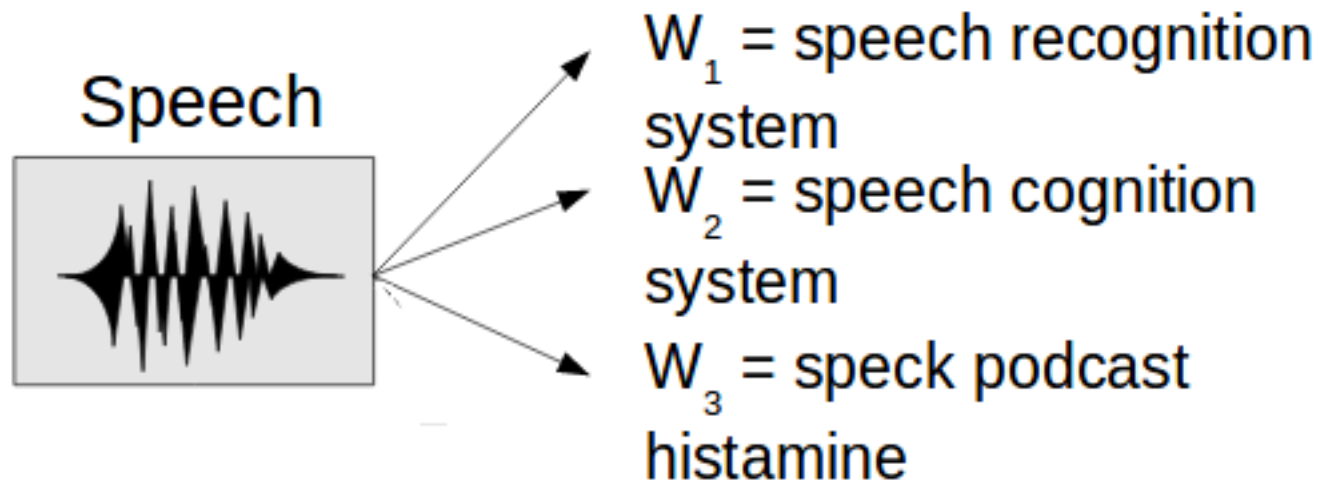 Speech
W₁ = speech recognition
system
W₂ = speech cognition
system
W₃ = speck podcast
histamine